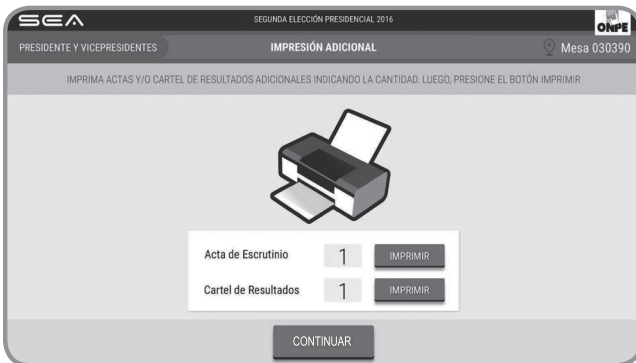 SEA
SEGUNDA ELECCIÓN PRESIDENCIAL 2016
ONPE
PRESIDENTE Y VICEPRESIDENTES
IMPRESIÓN ADICIONAL
Mesa 030390
IMPRIMA ACTAS Y/O CARTEL DE RESULTADOS ADICIONALES INDICANDO LA CANTIDAD. LUEGO, PRESIONE EL BOTÓN IMPRIMIR
Acta de Escrutinio 1 IMPRIMIR
Cartel de Resultados 1 IMPRIMIR
CONTINUAR